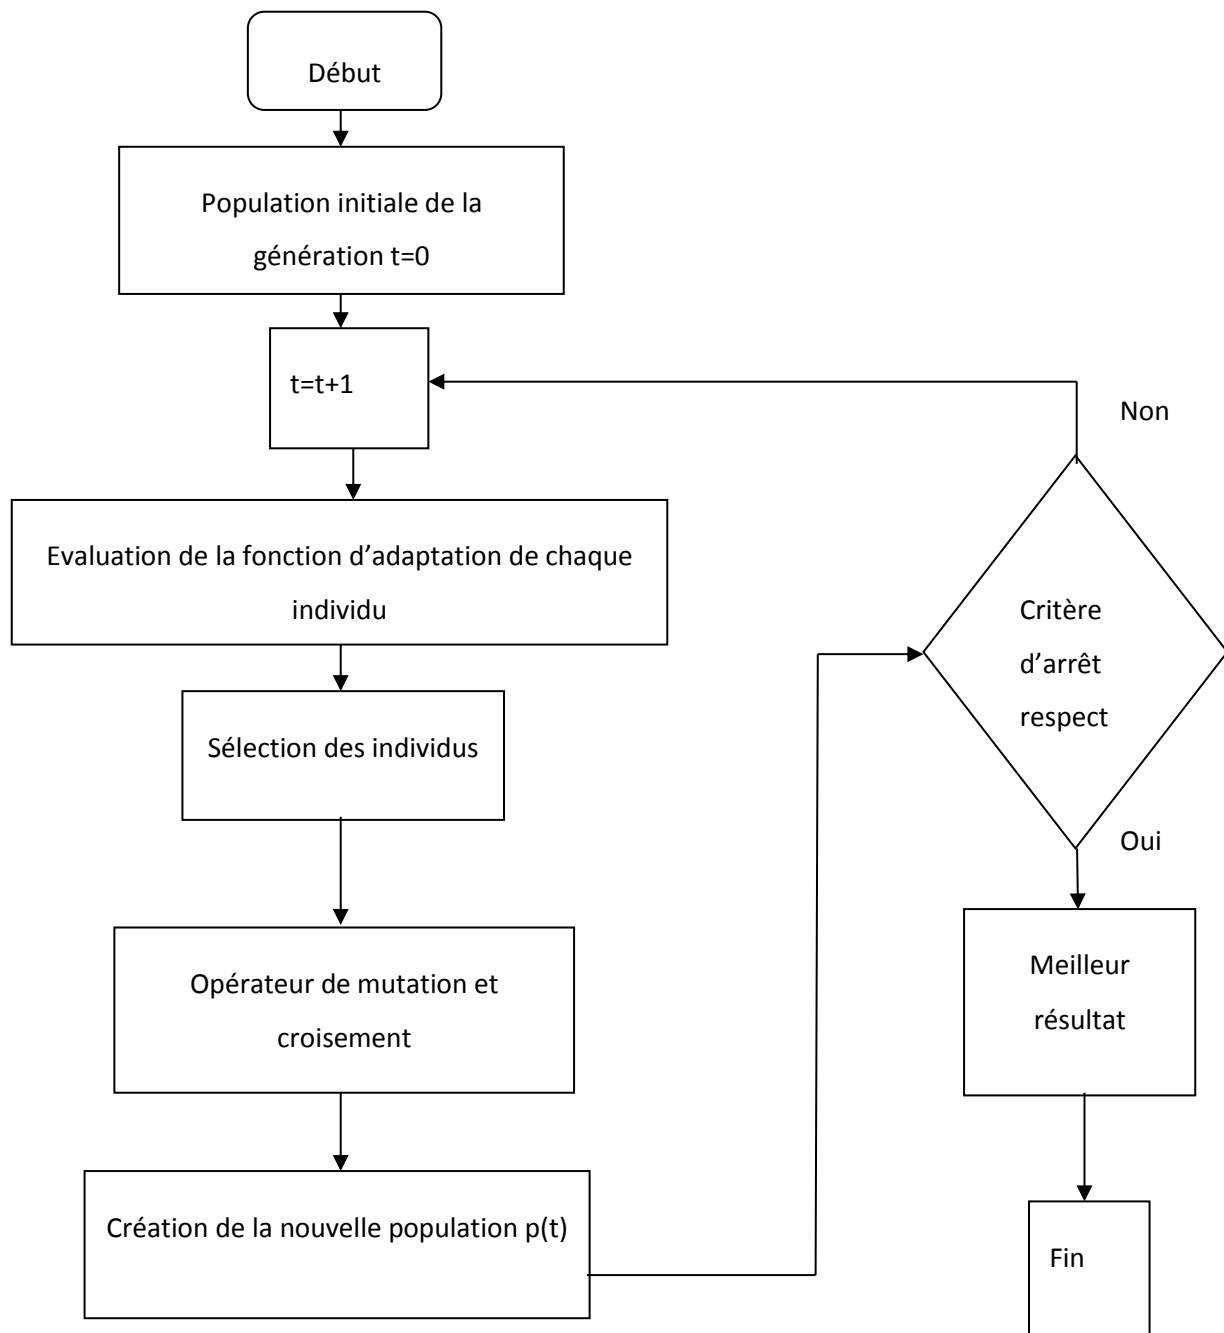 Début
Population initiale de la
génération t=0
t=t+1
Evaluation de la fonction d’adaptation de chaque
individu
Sélection des individus
Opérateur de mutation et
croisement
Création de la nouvelle population p(t)
Non
Critère
d’arrêt
respect
Oui
Meilleur
résultat
Fin